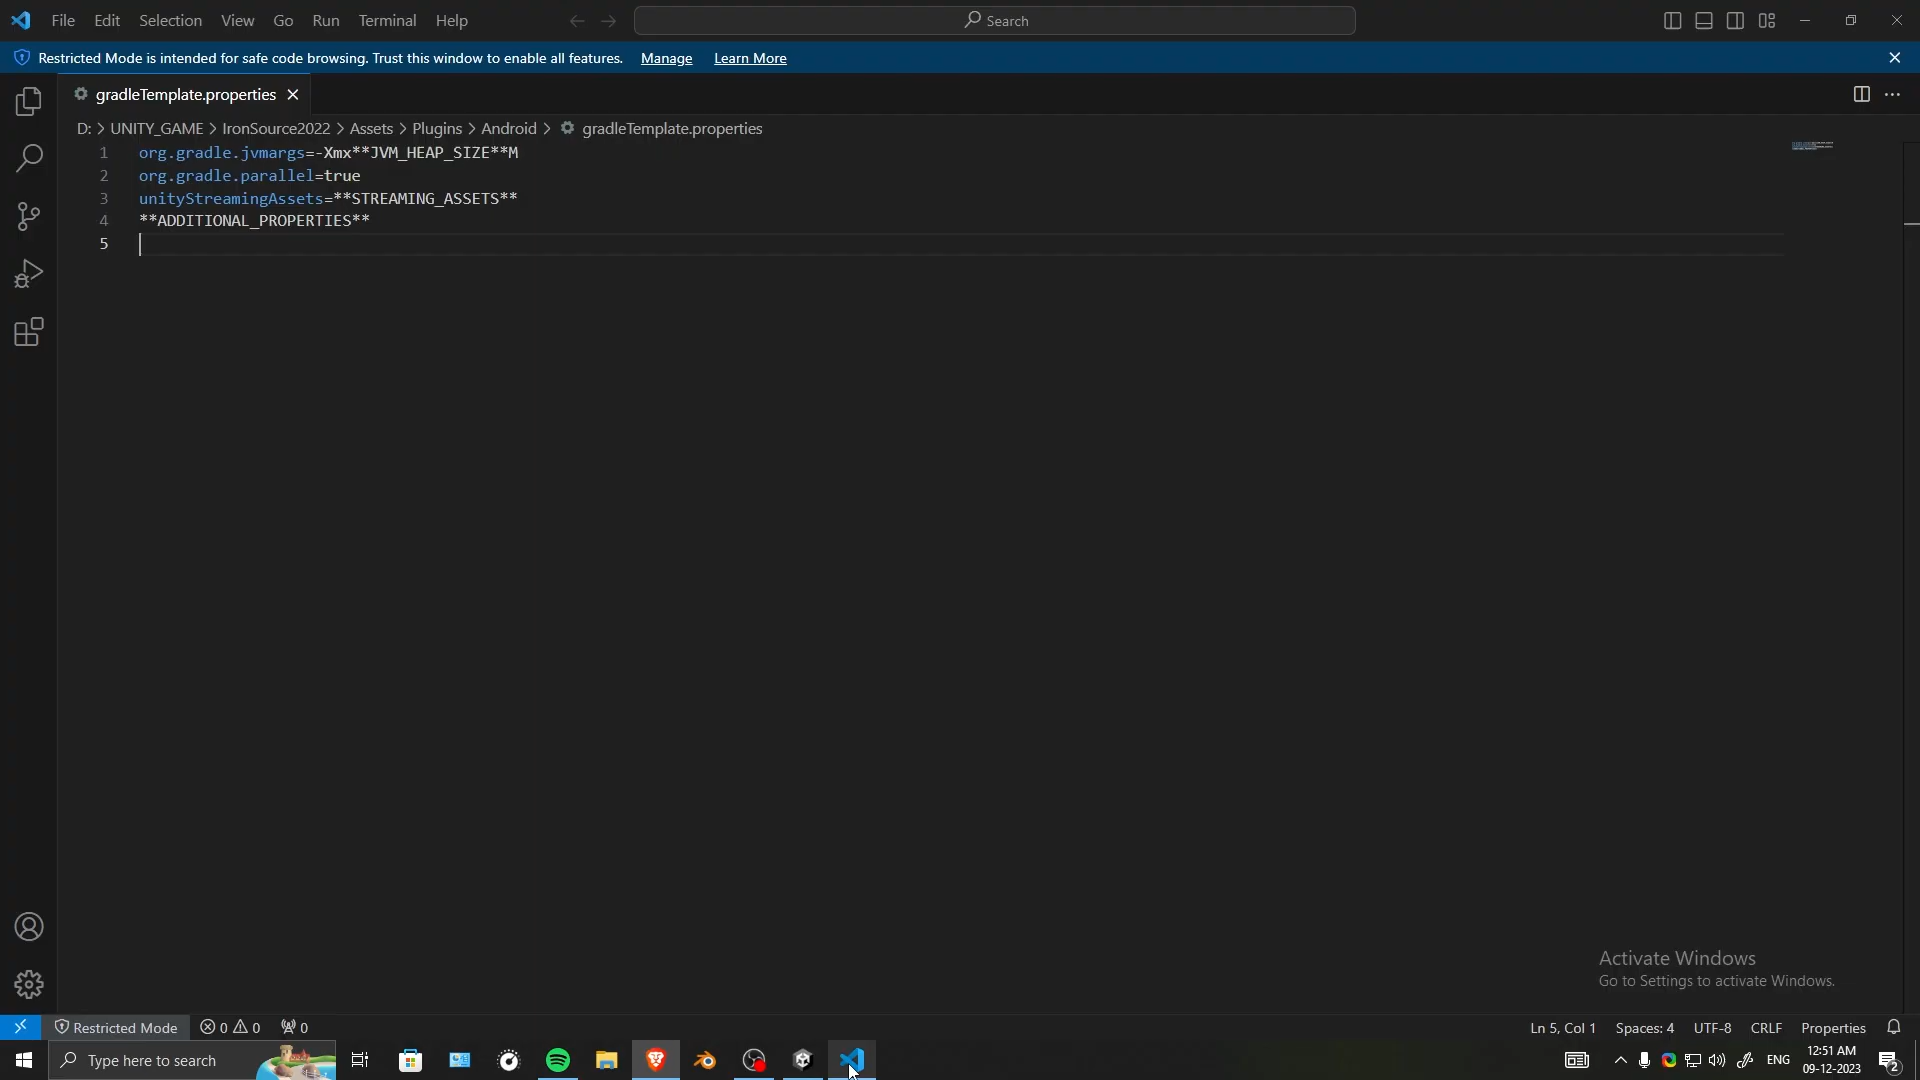 File Edit Selection View Go Run Terminal Help Search
Restricted Mode is intended for safe code browsing. Trust this window to enable all features. Manage Learn More
gradleTemplate.properties
D: > UNITY_GAME > IronSource2022 > Assets > Plugins > Android > gradleTemplate.properties
1 org.gradle.jvmargs=-Xmx**JVM_HEAP_SIZE**M
2 org.gradle.parallel=true
3 unityStreamingAssets=**STREAMING_ASSETS**
4 **ADDITIONAL_PROPERTIES**
5
Activate Windows
Go to Settings to activate Windows.
Restricted Mode 0 0 0 Ln 5, Col 1 Spaces: 4 UTF-8 CRLF Properties
Type here to search ENG 12:51 AM
09-12-2023 2